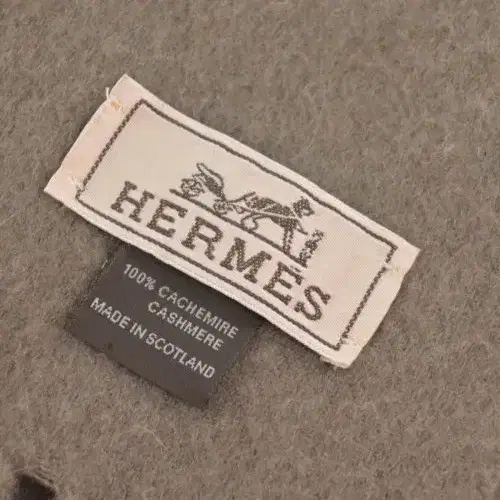 HERMÈS
100% CACHEMIRE
CASHMERE
MADE IN SCOTLAND